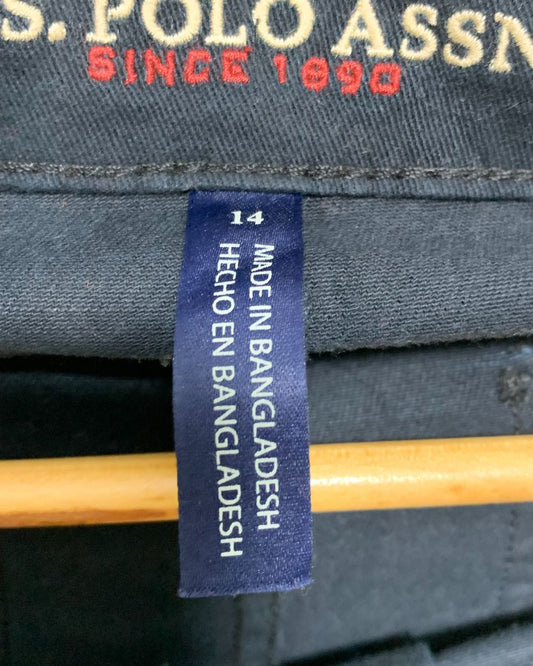 S. POLO ASSN
SINCE 1890
14
MADE IN BANGLADESH
HECHO EN BANGLADESH